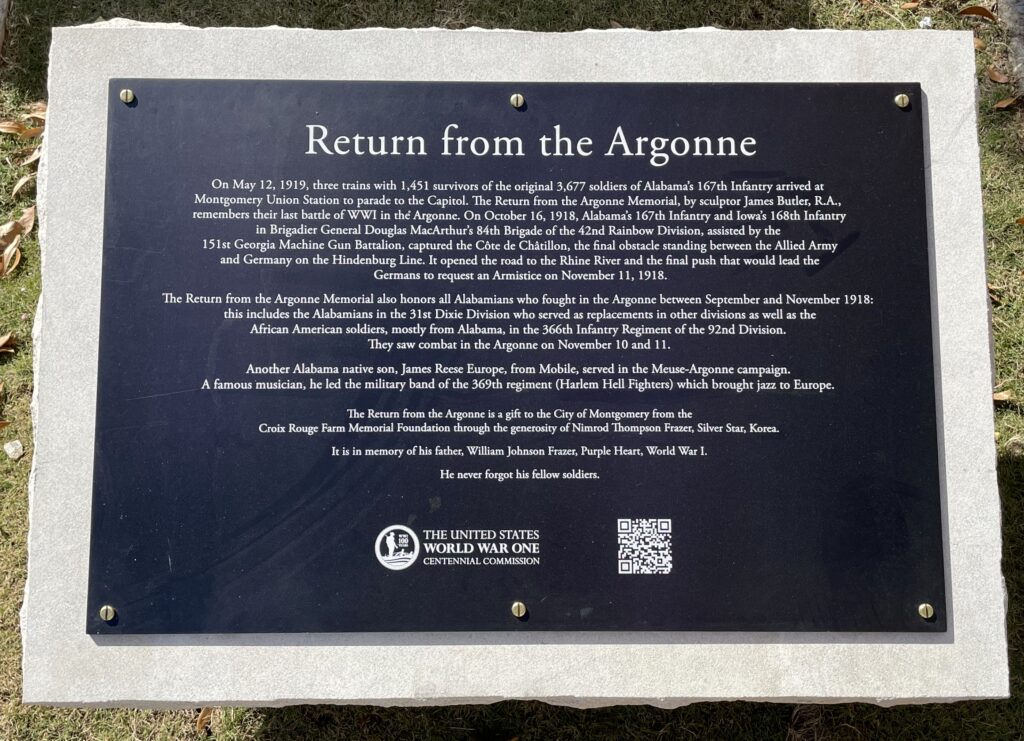 Return from the Argonne
On May 12, 1919, three trains with 1,451 survivors of the original 3,677 soldiers of Alabama's 167th Infantry arrived at
Montgomery Union Station to parade to the Capitol. The Return from the Argonne Memorial, by sculptor James Butler, R.A.,
remembers their last battle of WWI in the Argonne. On October 16, 1918, Alabama's 167th Infantry and Iowa's 168th Infantry
in Brigadier General Douglas MacArthur's 84th Brigade of the 42nd Rainbow Division, assisted by the
151st Georgia Machine Gun Battalion, captured the Côte de Châtillon, the final obstacle standing between the Allied Army
and Germany on the Hindenburg Line. It opened the road to the Rhine River and the final push that would lead the
Germans to request an Armistice on November 11, 1918.
The Return from the Argonne Memorial also honors all Alabamians who fought in the Argonne between September and November 1918:
this includes the Alabamians in the 31st Dixie Division who served as replacements in other divisions as well as the
African American soldiers, mostly from Alabama, in the 366th Infantry Regiment of the 92nd Division.
They saw combat in the Argonne on November 10 and 11.
Another Alabama native son, James Reese Europe, from Mobile, served in the Meuse-Argonne campaign.
A famous musician, he led the military band of the 369th regiment (Harlem Hell Fighters) which brought jazz to Europe.
The Return from the Argonne is a gift to the City of Montgomery from the
Croix Rouge Farm Memorial Foundation through the generosity of Nimrod Thompson Frazer, Silver Star, Korea.
It is in memory of his father, William Johnson Frazer, Purple Heart, World War I.
He never forgot his fellow soldiers.
THE UNITED STATES
WORLD WAR ONE
CENTENNIAL COMMISSION